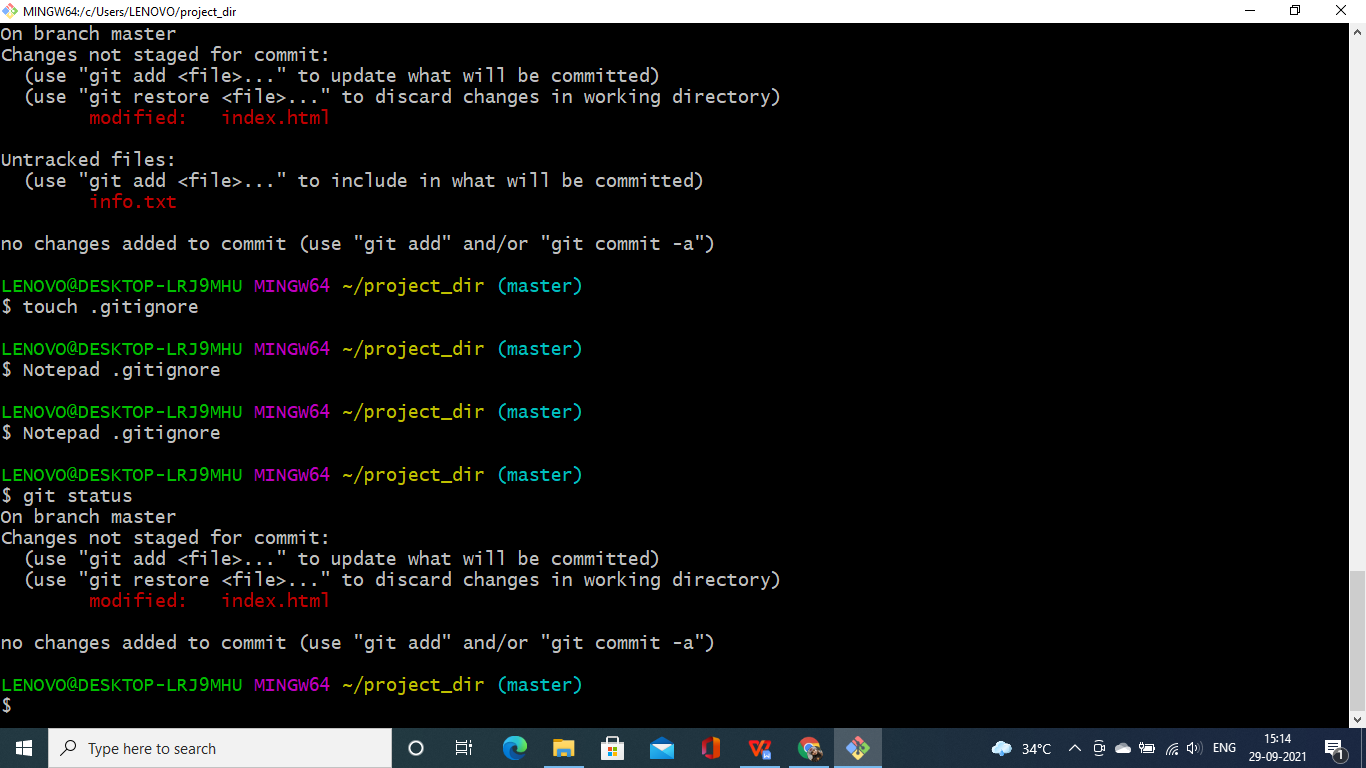 MINGW64:/c/Users/LENOVO/project_dir
On branch master
Changes not staged for commit:
  (use "git add <file>..." to update what will be committed)
  (use "git restore <file>..." to discard changes in working directory)
        modified:   index.html

Untracked files:
  (use "git add <file>..." to include in what will be committed)
        info.txt

no changes added to commit (use "git add" and/or "git commit -a")

LENOVO@DESKTOP-LRJ9MHU MINGW64 ~/project_dir (master)
$ touch .gitignore

LENOVO@DESKTOP-LRJ9MHU MINGW64 ~/project_dir (master)
$ Notepad .gitignore

LENOVO@DESKTOP-LRJ9MHU MINGW64 ~/project_dir (master)
$ Notepad .gitignore

LENOVO@DESKTOP-LRJ9MHU MINGW64 ~/project_dir (master)
$ git status
On branch master
Changes not staged for commit:
  (use "git add <file>..." to update what will be committed)
  (use "git restore <file>..." to discard changes in working directory)
        modified:   index.html

no changes added to commit (use "git add" and/or "git commit -a")

LENOVO@DESKTOP-LRJ9MHU MINGW64 ~/project_dir (master)
$
Type here to search
34°C
ENG
15:14
29-09-2021
1